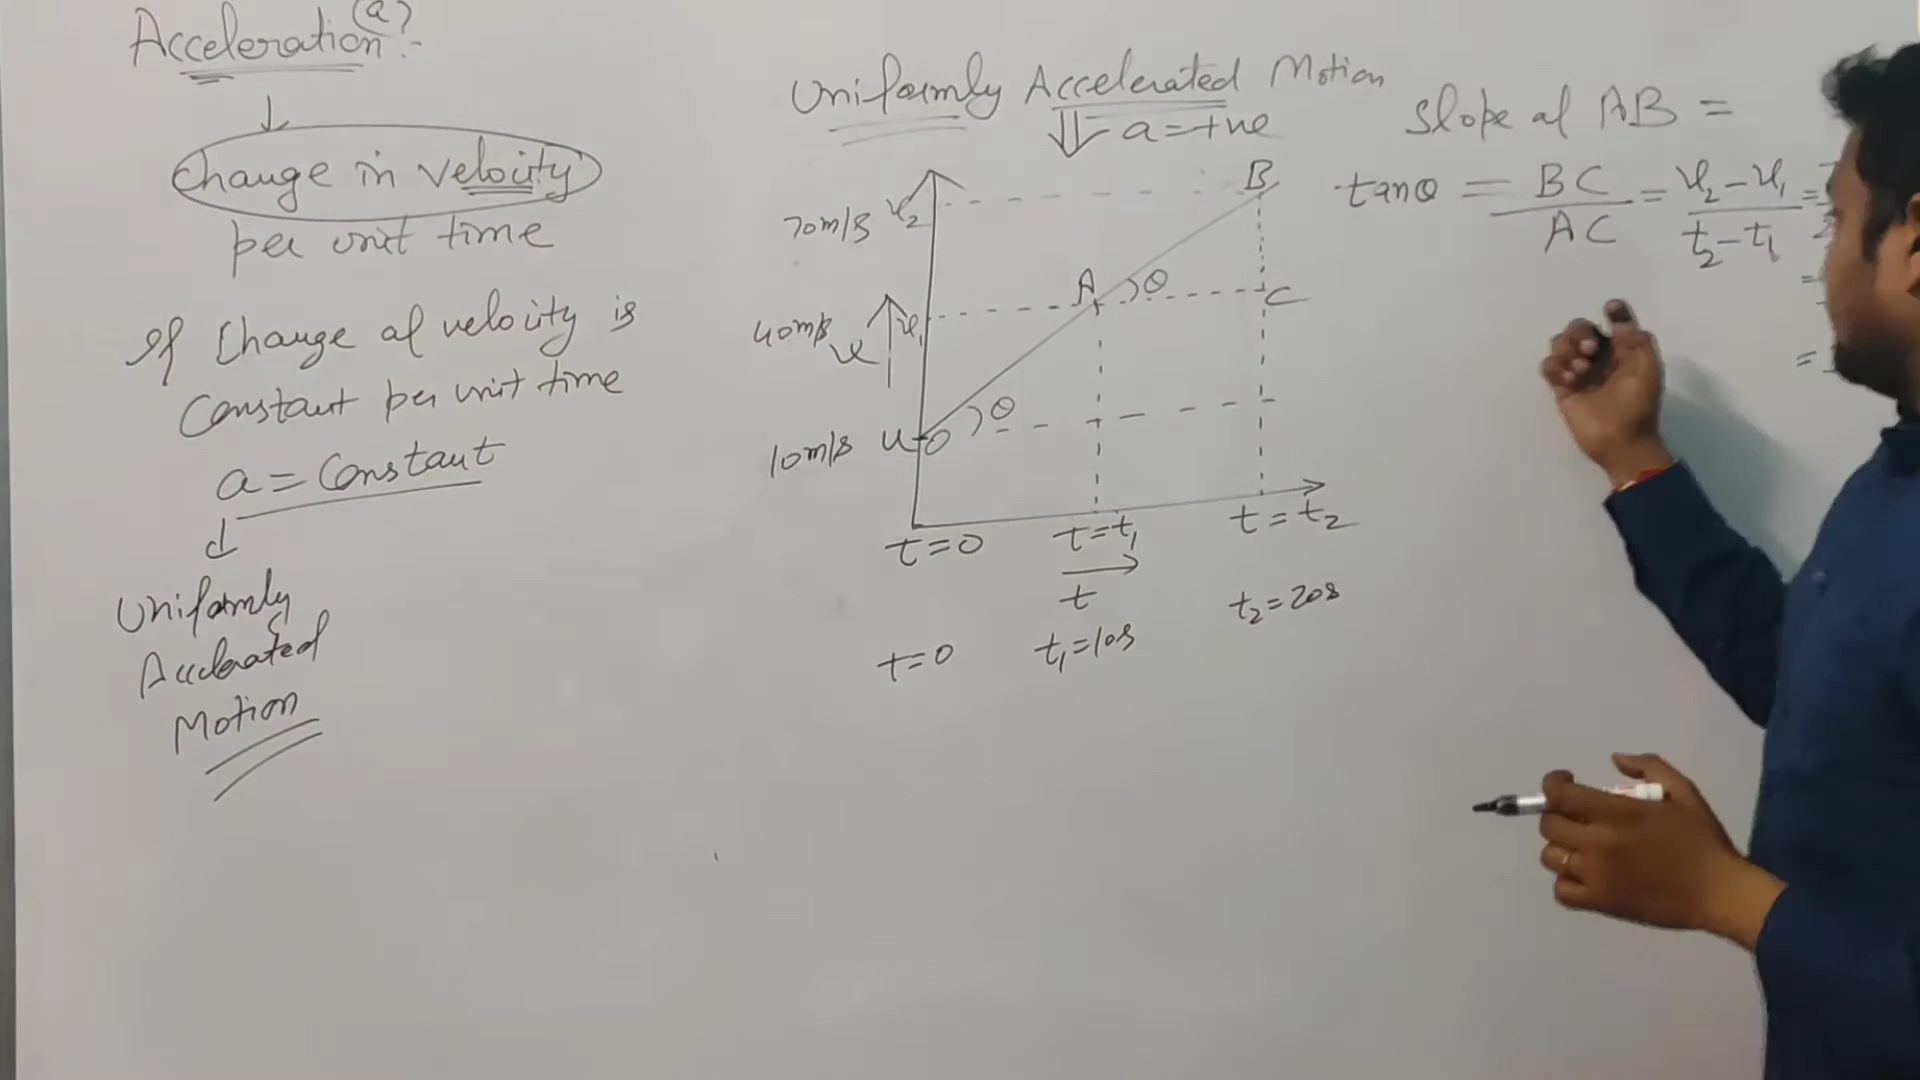 Acceleration (a)?
Change in velocity
per unit time
If Change of velocity is
Constant per unit time
a = Constant
Uniformly
Acclerated
Motion
Uniformly Accelerated Motion
a = +ve
70m/s v₂
B
40m/s v v₁
A θ
C
10m/s u O θ
t=0 t=t₁ t=t₂
t
t=0 t₁=10s t₂=20s
Slope of AB =
tanθ = BC/AC = v₂-v₁/t₂-t₁ =
=
=